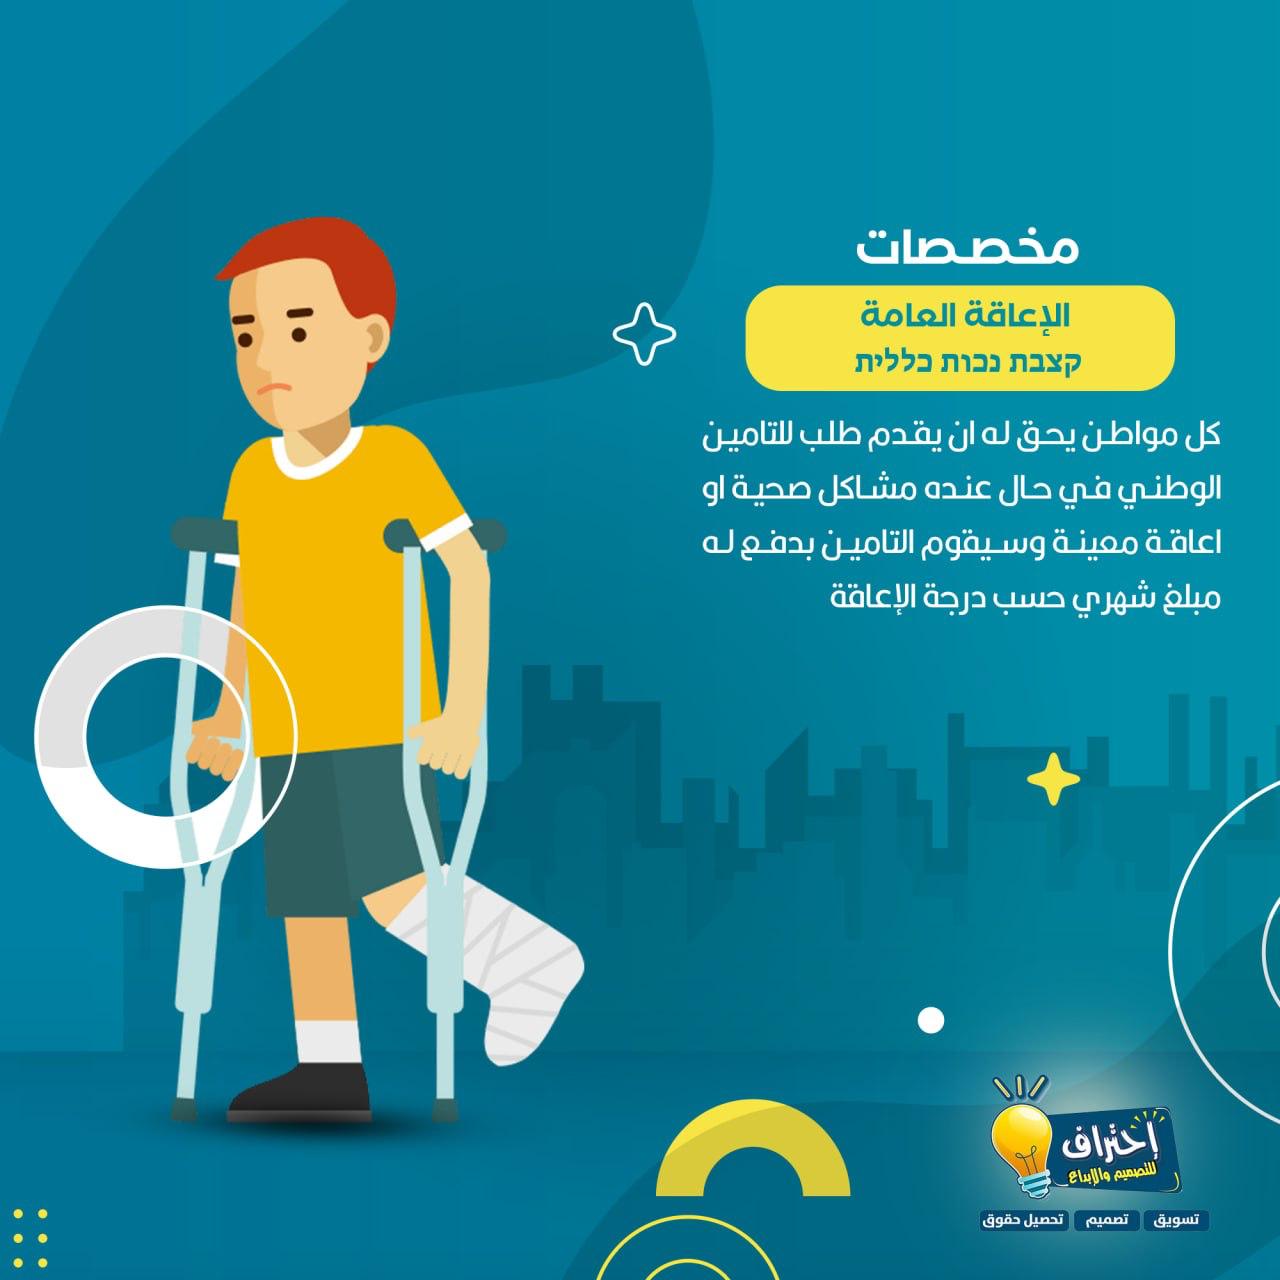 مخصصات
الإعاقة العامة
קצבת נכות כללית
كل مواطن يحق له ان يقدم طلب للتامين
الوطني في حال عنده مشاكل صحية او
اعاقة معينة وسيقوم التامين بدفع له
مبلغ شهري حسب درجة الإعاقة
إحتراف
للتصميم والإبداع
تسويق تصميم تحصيل حقوق